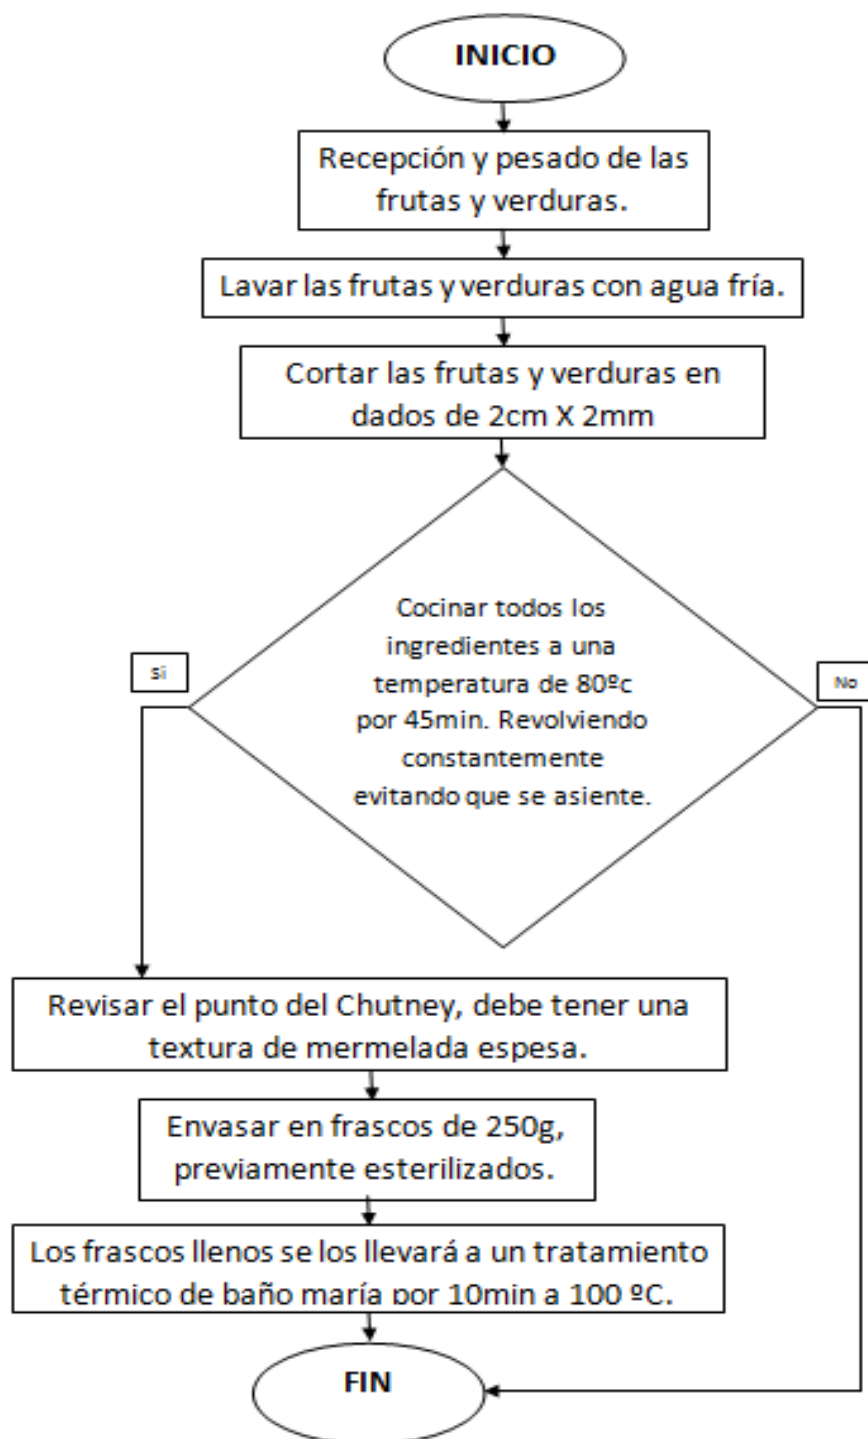 INICIO
Recepción y pesado de las
frutas y verduras.
Lavar las frutas y verduras con agua fría.
Cortar las frutas y verduras en
dados de 2cm X 2mm
Cocinar todos los
ingredientes a una
temperatura de 80ºc
por 45min. Revolviendo
constantemente
evitando que se asiente.
si
No
Revisar el punto del Chutney, debe tener una
textura de mermelada espesa.
Envasar en frascos de 250g,
previamente esterilizados.
Los frascos llenos se los llevará a un tratamiento
térmico de baño maría por 10min a 100 ºC.
FIN